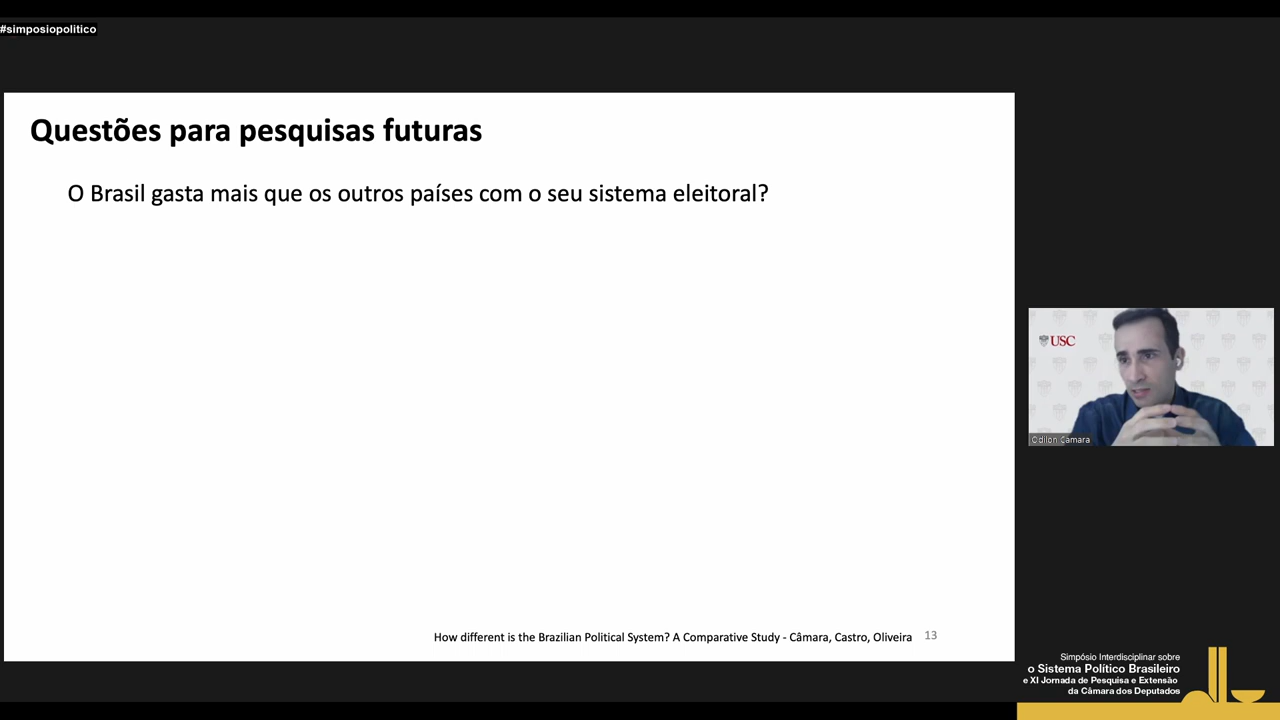 #simposiopolitico
Questões para pesquisas futuras
O Brasil gasta mais que os outros países com o seu sistema eleitoral?
USC
Odilon Camara
How different is the Brazilian Political System? A Comparative Study - Câmara, Castro, Oliveira 13
Simpósio Interdisciplinar sobre
o Sistema Político Brasileiro
e XI Jornada de Pesquisa e Extensão
da Câmara dos Deputados